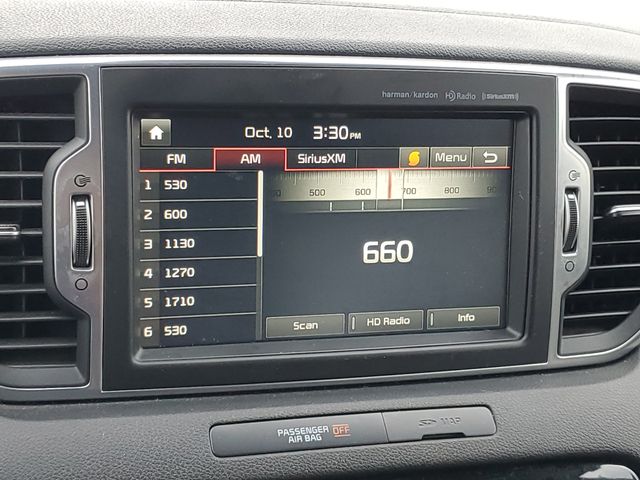 harman/kardon HD Radio ((SiriusXM))
Oct. 10 3:30PM
FM AM SiriusXM Menu
1 530
2 600
3 1130
4 1270
5 1710
6 530
500 600 700 800
660
Scan HD Radio Info
PASSENGER
AIR BAG OFF
SD MAP